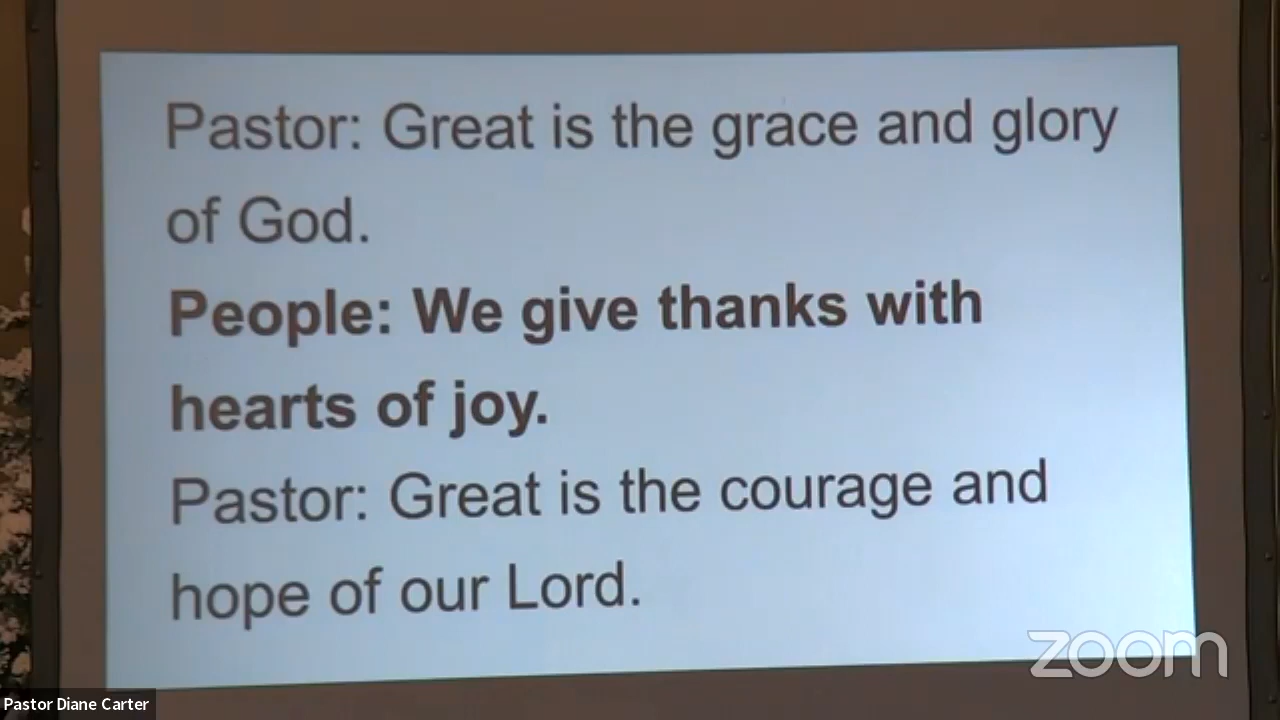 Pastor: Great is the grace and glory
of God.
People: We give thanks with
hearts of joy.
Pastor: Great is the courage and
hope of our Lord.
zoom
Pastor Diane Carter